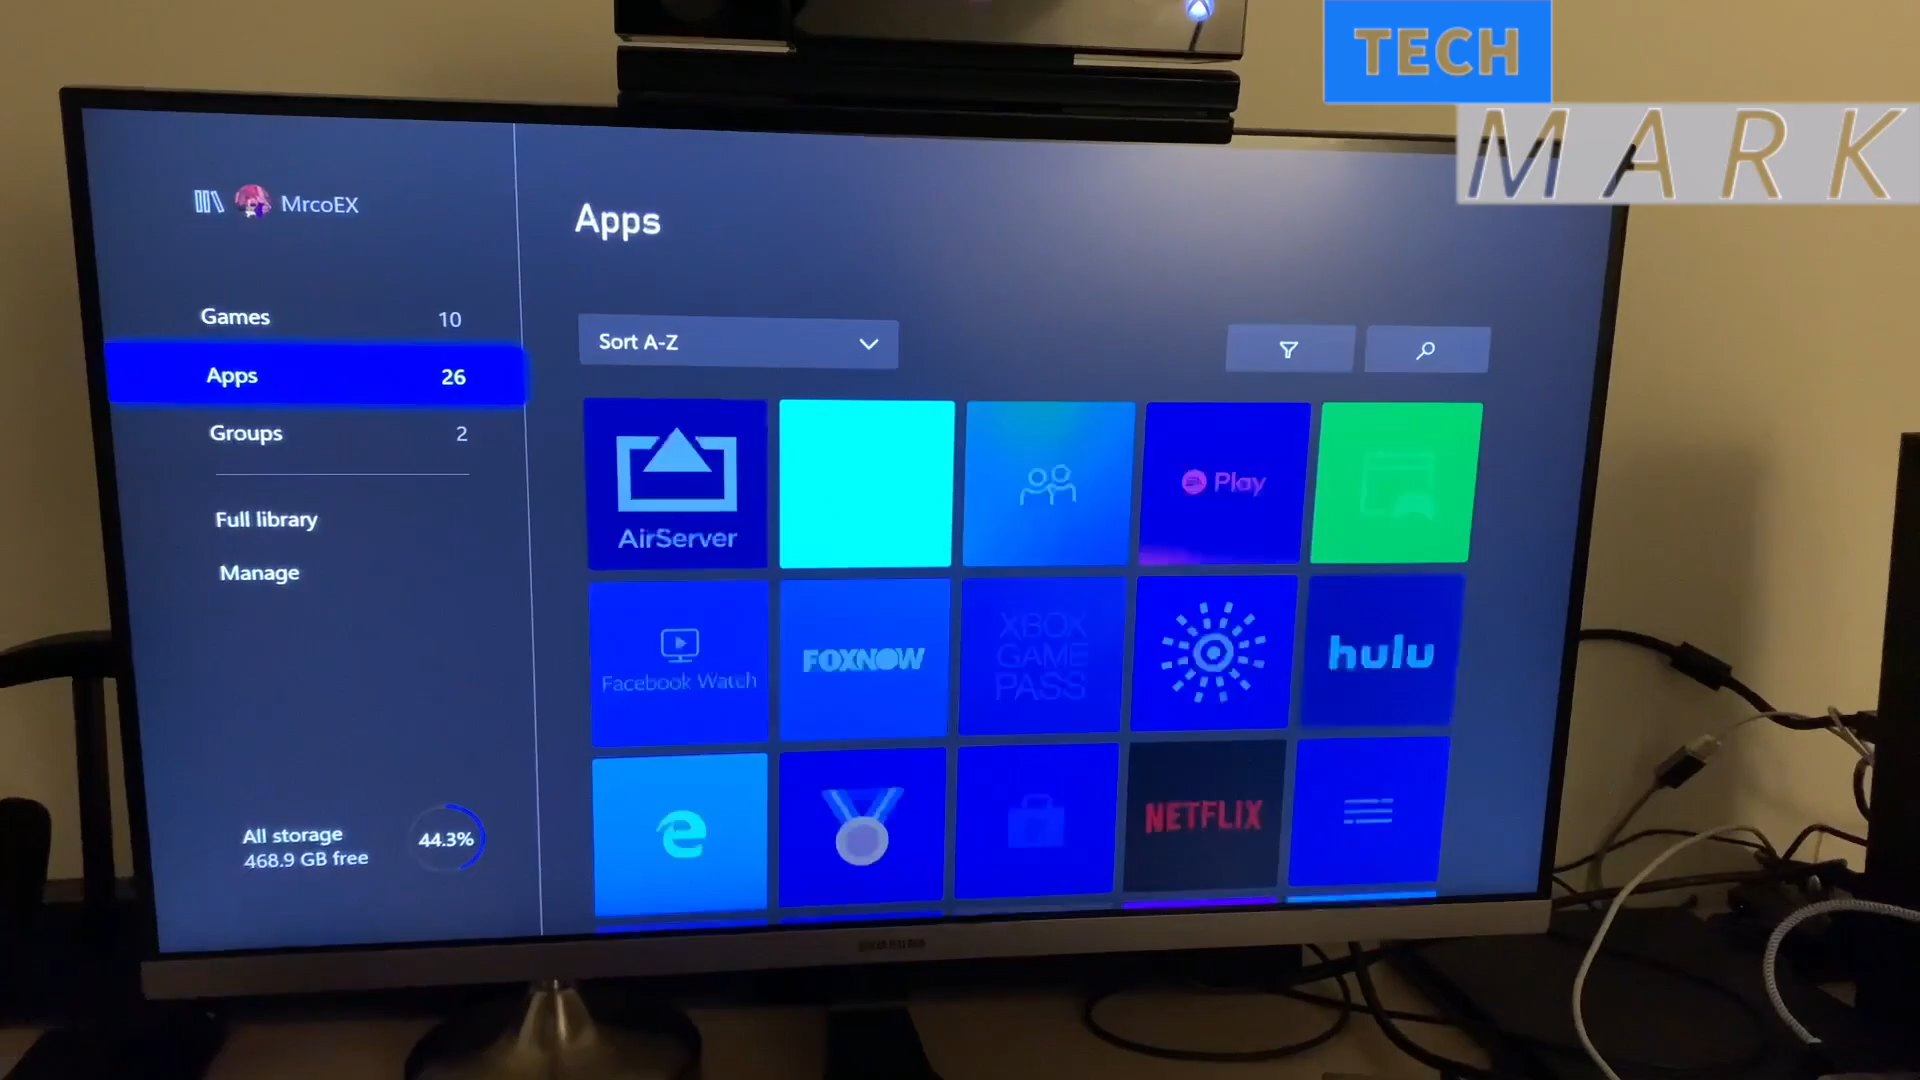 TECH
MARK
MrcoEX
Apps
Games 10
Apps 26
Groups 2
Full library
Manage
All storage
468.9 GB free
44.3%
Sort A-Z
AirServer
Play
Facebook Watch
FOXNOW
XBOX
GAME
PASS
hulu
NETFLIX
SAMSUNG